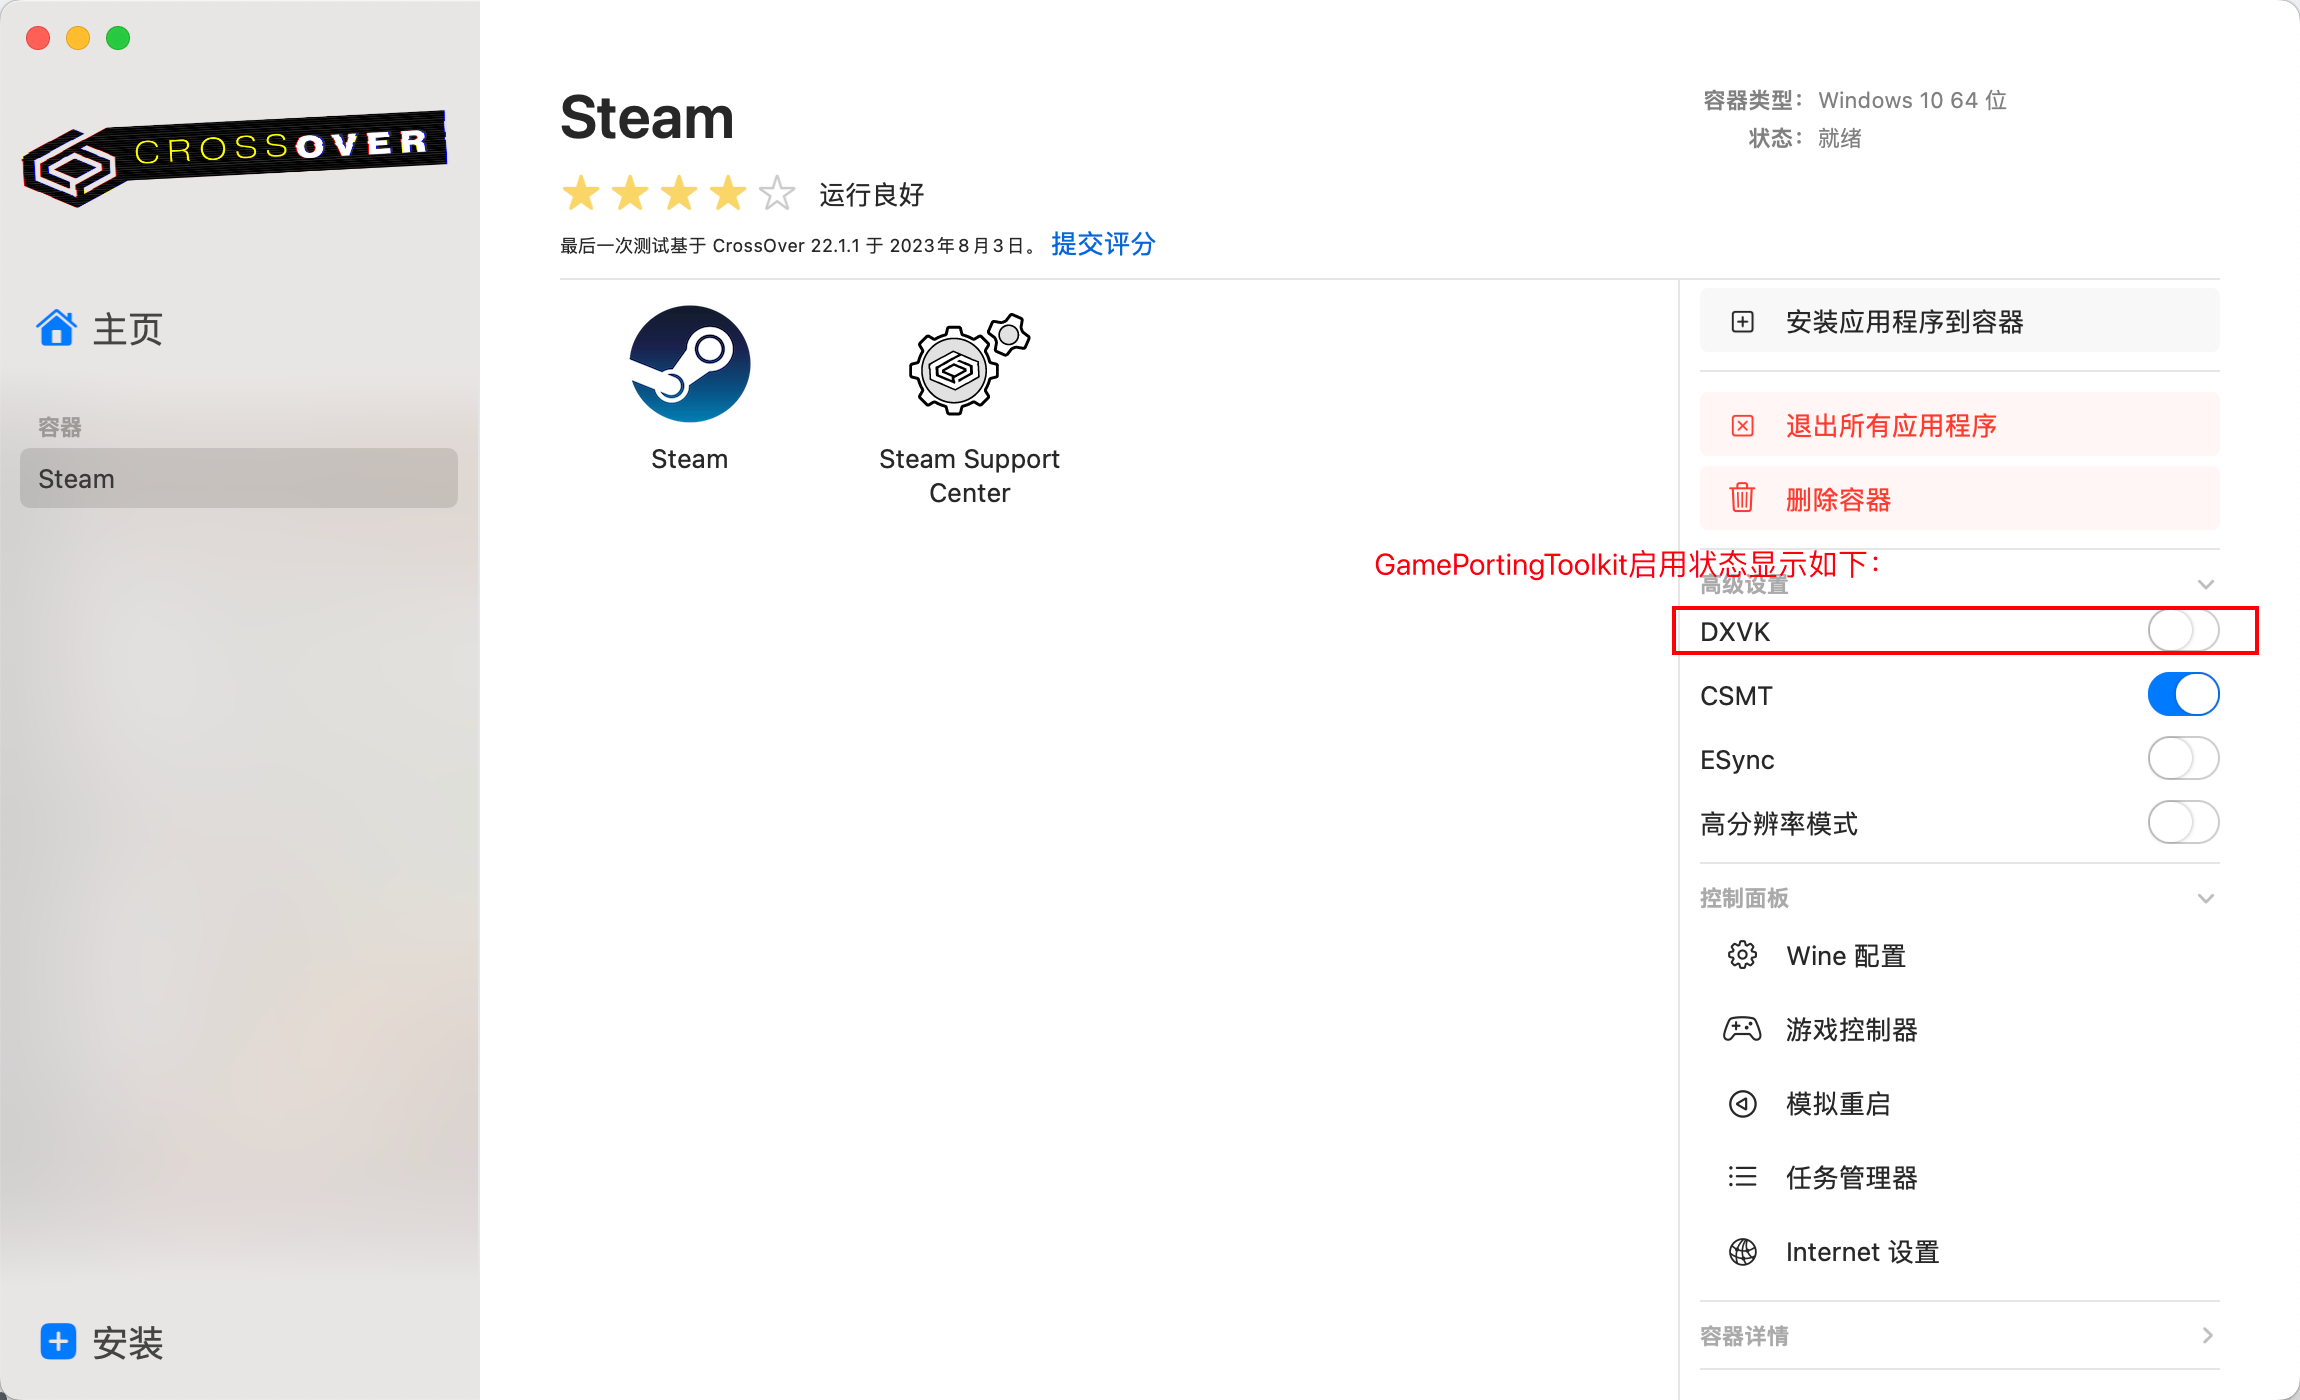 CROSSOVER
主页
容器
Steam
安装
Steam
运行良好
最后一次测试基于 CrossOver 22.1.1 于 2023年8月3日。 提交评分
容器类型： Windows 10 64 位
状态： 就绪
Steam
Steam Support
Center
安装应用程序到容器
退出所有应用程序
删除容器
GamePortingToolkit启用状态显示如下：
高级设置
DXVK
CSMT
ESync
高分辨率模式
控制面板
Wine 配置
游戏控制器
模拟重启
任务管理器
Internet 设置
容器详情